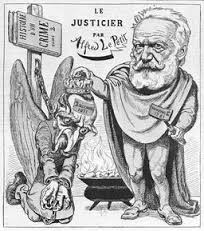 LE
JUSTICIER
PAR
Alfred Le Petit
HISTOIRE
D'UN
CRIME